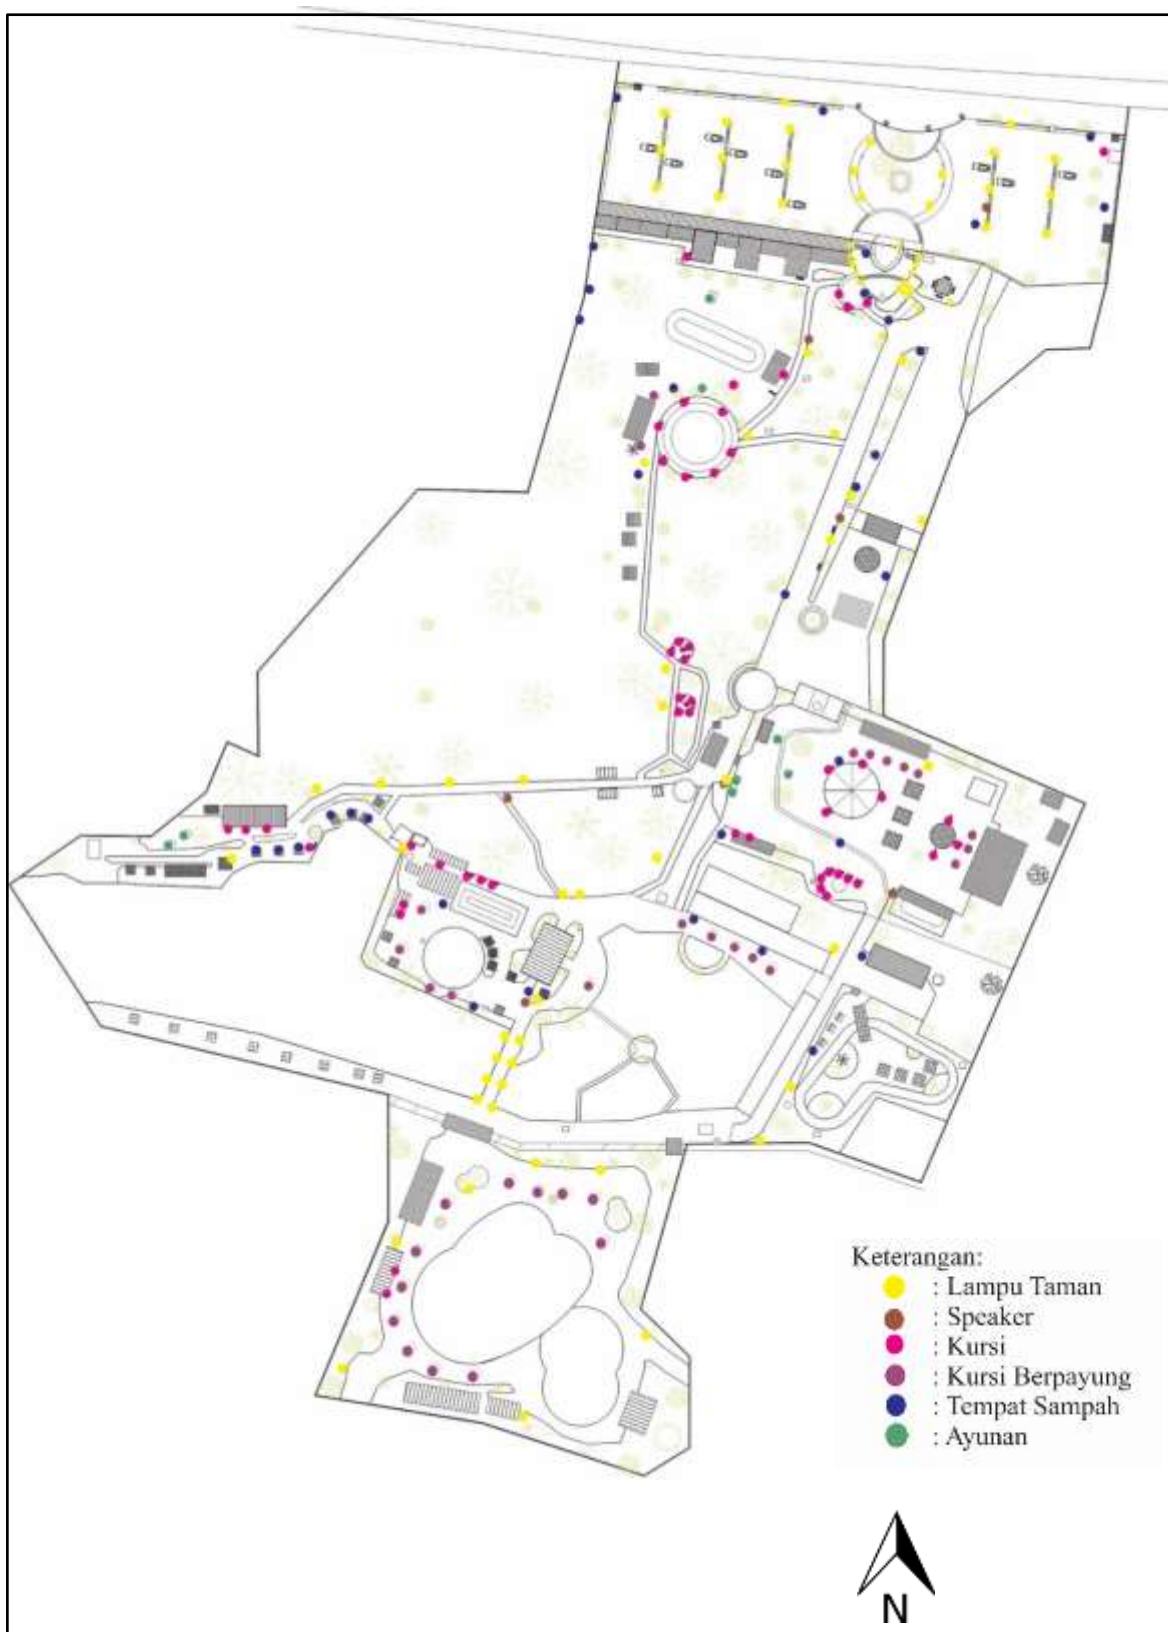 Keterangan:
: Lampu Taman
: Speaker
: Kursi
: Kursi Berpayung
: Tempat Sampah
: Ayunan
N